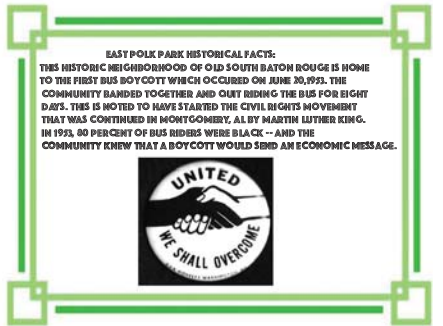 EAST POLK PARK HISTORICAL FACTS:
THIS HISTORIC NEIGHBORHOOD OF OLD SOUTH BATON ROUGE IS HOME
TO THE FIRST BUS BOYCOTT WHICH OCCURED ON JUNE 20,1953. THE
COMMUNITY BANDED TOGETHER AND QUIT RIDING THE BUS FOR EIGHT
DAYS. THIS IS NOTED TO HAVE STARTED THE CIVIL RIGHTS MOVEMENT
THAT WAS CONTINUED IN MONTGOMERY, AL BY MARTIN LUTHER KING.
IN 1953, 80 PERCENT OF BUS RIDERS WERE BLACK -- AND THE
COMMUNITY KNEW THAT A BOYCOTT WOULD SEND AN ECONOMIC MESSAGE.
UNITED
WE SHALL OVERCOME